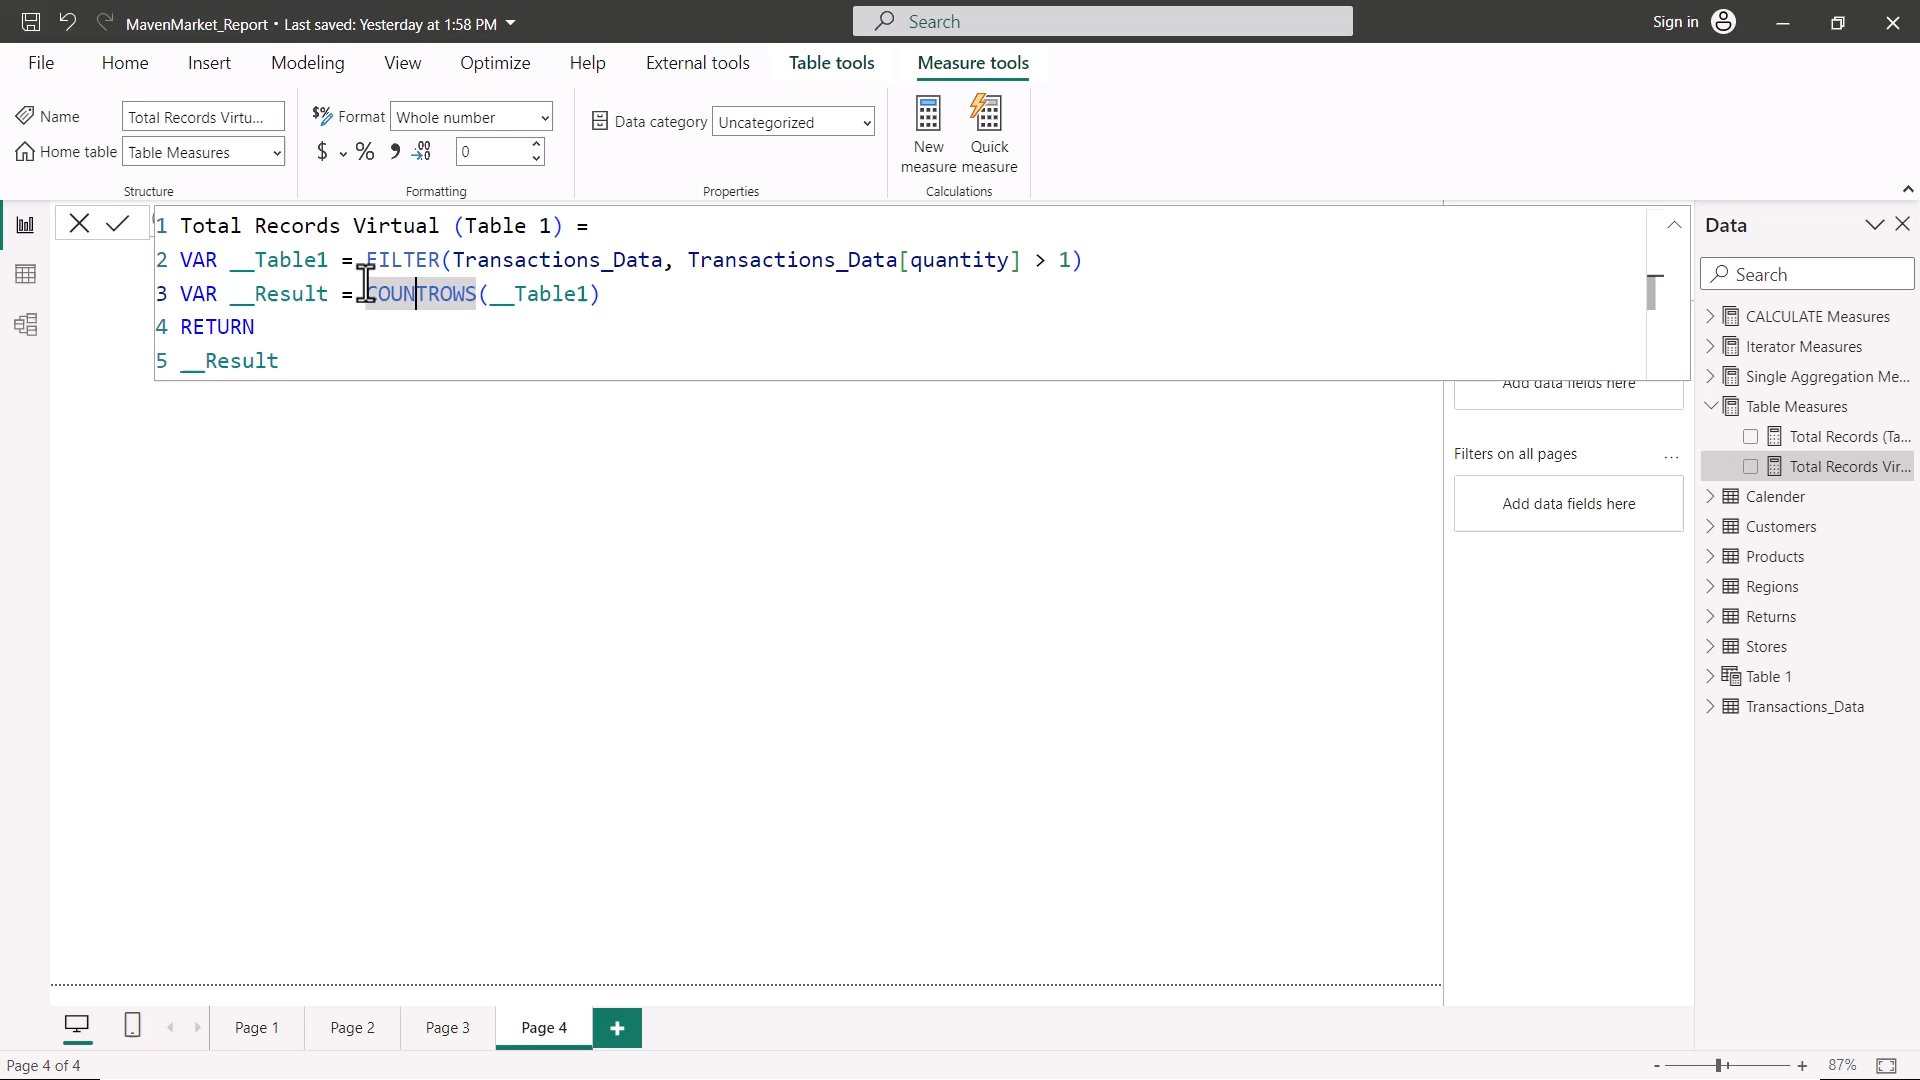 MavenMarket_Report • Last saved: Yesterday at 1:58 PM
Search
Sign in
File
Home
Insert
Modeling
View
Optimize
Help
External tools
Table tools
Measure tools
Name
Total Records Virtu...
Home table
Table Measures
Structure
$% Format
Whole number
$ % , .00
0
Formatting
Data category
Uncategorized
Properties
New measure
Quick measure
Calculations
1 Total Records Virtual (Table 1) =
2 VAR __Table1 = FILTER(Transactions_Data, Transactions_Data[quantity] > 1)
3 VAR __Result = COUNTROWS(__Table1)
4 RETURN
5 __Result
Add data fields here
Filters on all pages
...
Add data fields here
Data
Search
CALCULATE Measures
Iterator Measures
Single Aggregation Me...
Table Measures
Total Records (Ta...
Total Records Vir...
Calender
Customers
Products
Regions
Returns
Stores
Table 1
Transactions_Data
Page 1
Page 2
Page 3
Page 4
+
Page 4 of 4
- + 87%